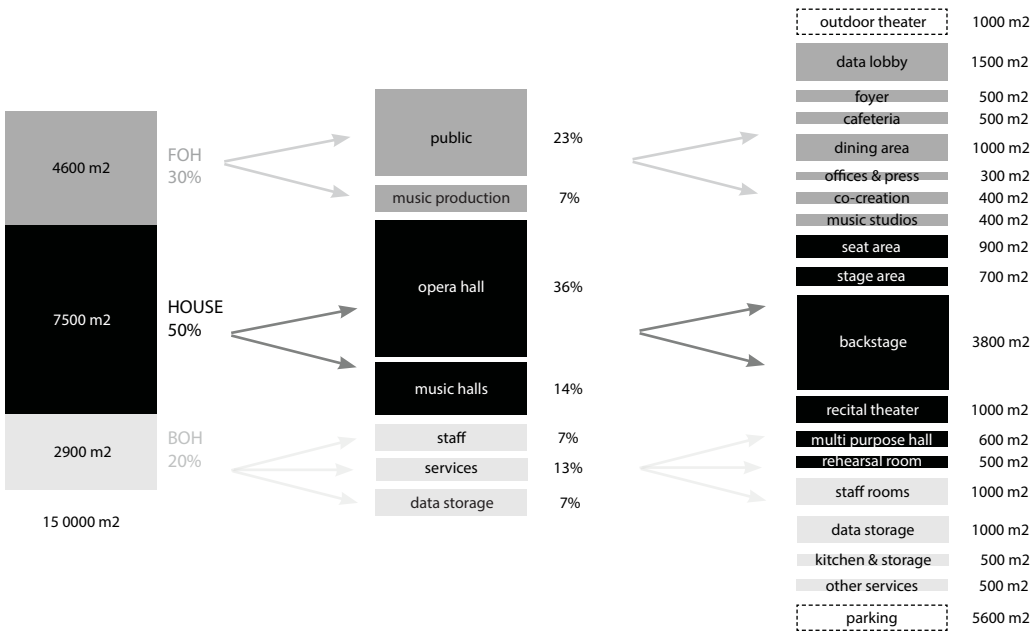 4600 m2
7500 m2
2900 m2
15 0000 m2
FOH
30%
HOUSE
50%
BOH
20%
public 23%
music production 7%
opera hall 36%
music halls 14%
staff 7%
services 13%
data storage 7%
outdoor theater 1000 m2
data lobby 1500 m2
foyer 500 m2
cafeteria 500 m2
dining area 1000 m2
offices & press 300 m2
co-creation 400 m2
music studios 400 m2
seat area 900 m2
stage area 700 m2
backstage 3800 m2
recital theater 1000 m2
multi purpose hall 600 m2
rehearsal room 500 m2
staff rooms 1000 m2
data storage 1000 m2
kitchen & storage 500 m2
other services 500 m2
parking 5600 m2